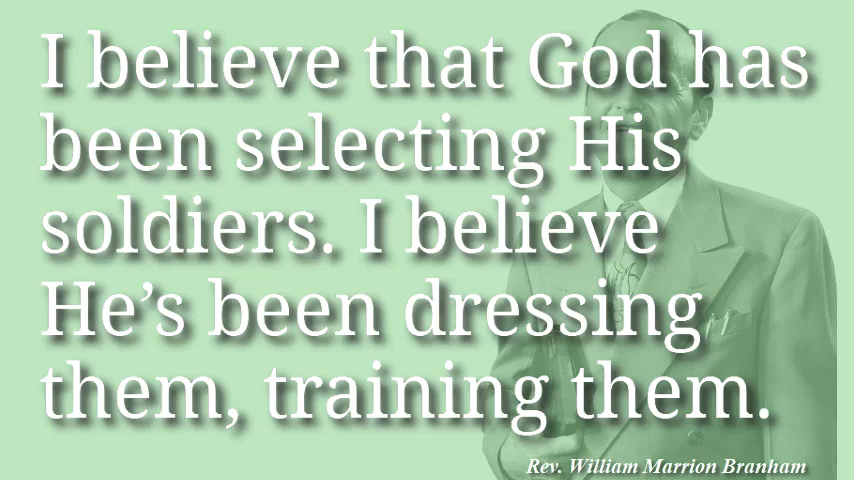 I believe that God has
been selecting His
soldiers. I believe
He’s been dressing
them, training them.
Rev. William Marrion Branham